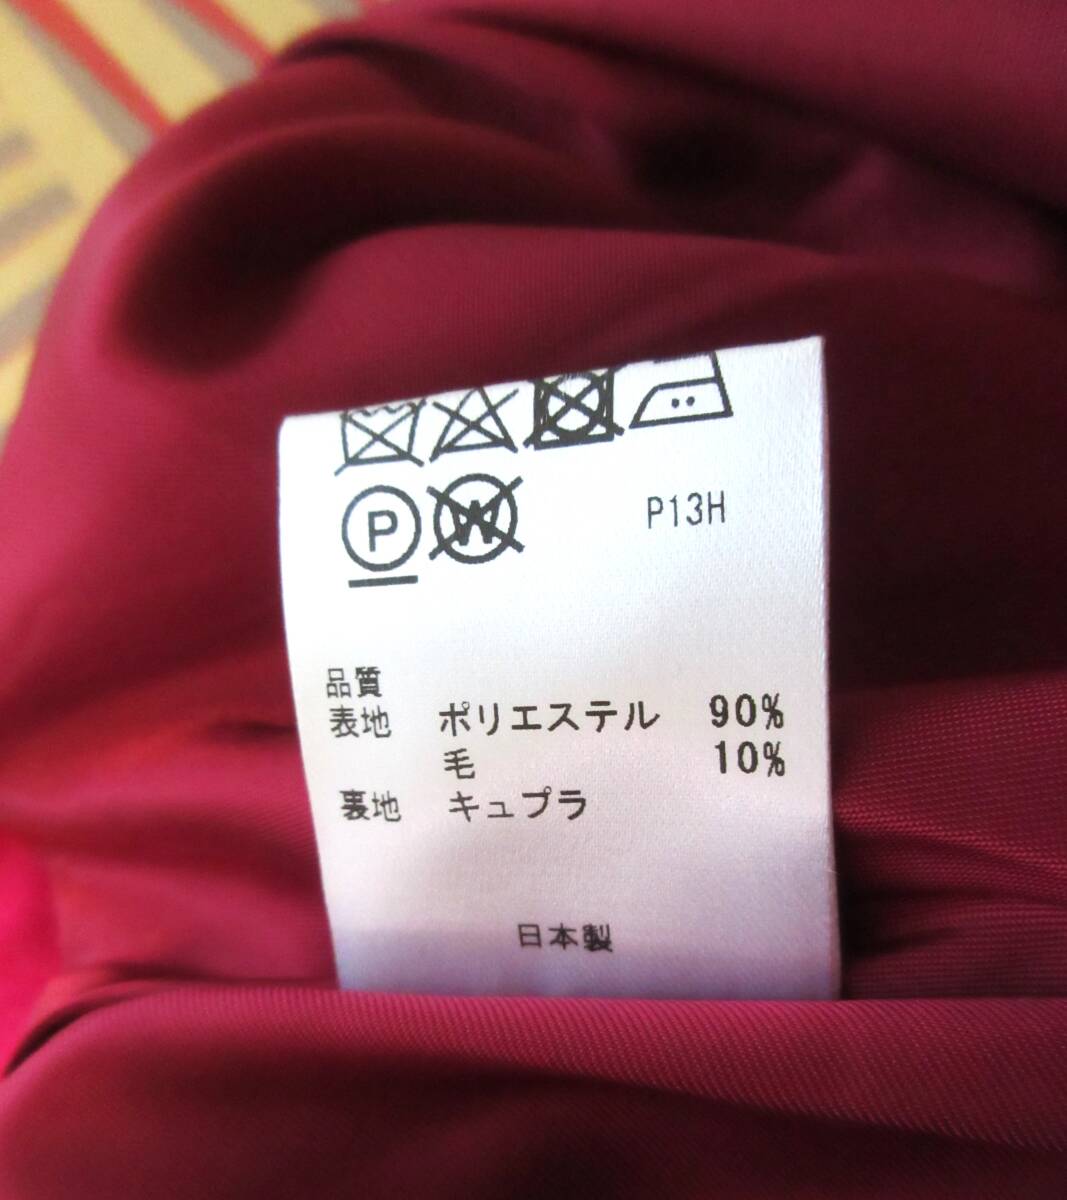 P W P13H
品質
表地 ポリエステル 90%
毛 10%
裏地 キュプラ
日本製